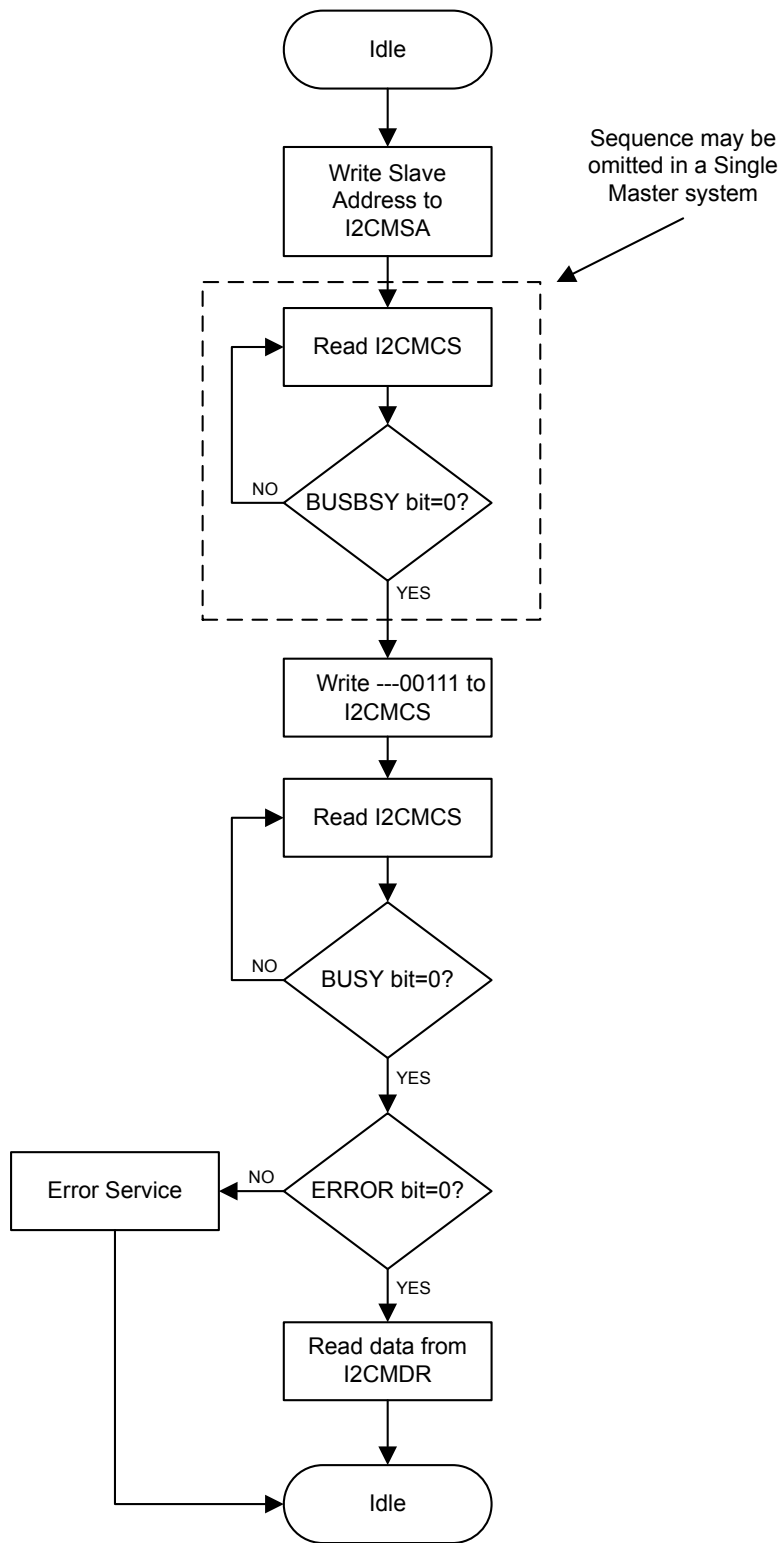 Idle
Sequence may be
omitted in a Single
Master system
Write Slave
Address to
I2CMSA
Read I2CMCS
BUSBSY bit=0?
NO
YES
Write ---00111 to
I2CMCS
Read I2CMCS
BUSY bit=0?
NO
YES
ERROR bit=0?
NO
Error Service
YES
Read data from
I2CMDR
Idle